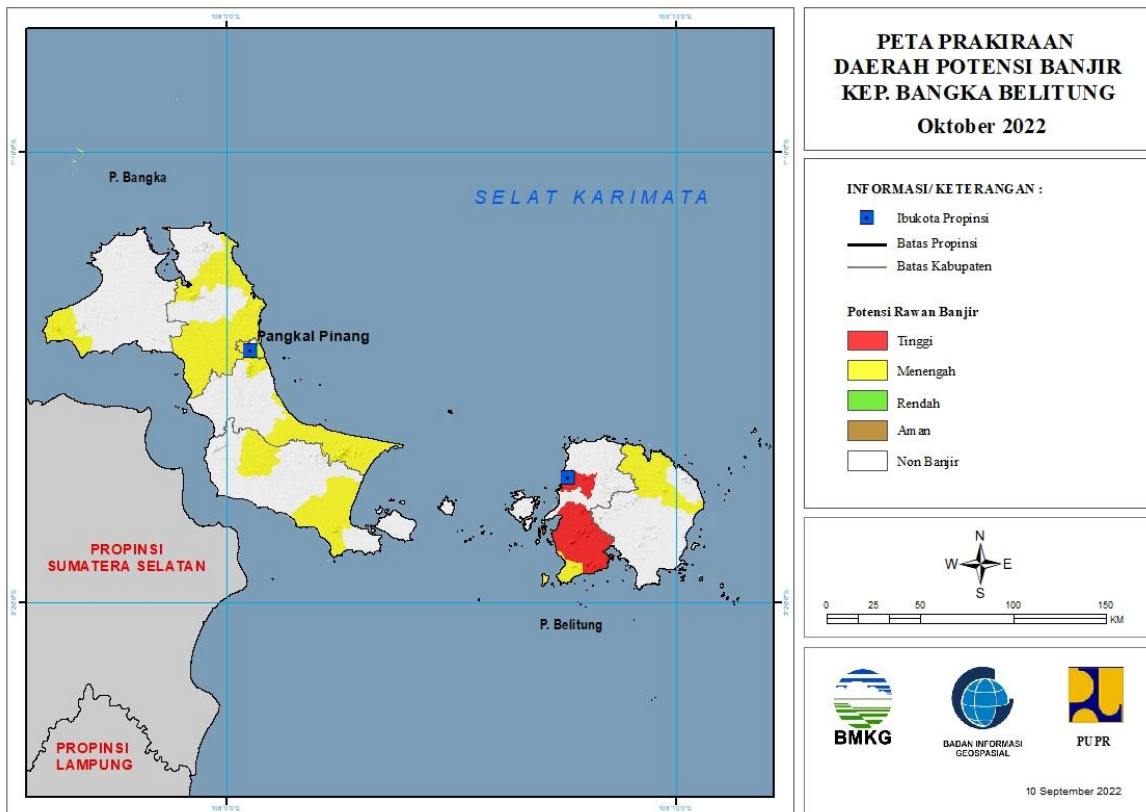 PETA PRAKIRAAN
DAERAH POTENSI BANJIR
KEP. BANGKA BELITUNG
Oktober 2022
P. Bangka
SELAT KARIMATA
Pangkal Pinang
P. Belitung
PROPINSI
SUMATERA SELATAN
PROPINSI
LAMPUNG
INFORMASI/ KETERANGAN :
Ibukota Propinsi
Batas Propinsi
Batas Kabupaten
Potensi Rawan Banjir
Tinggi
Menengah
Rendah
Aman
Non Banjir
N
W
E
S
0 25 50 100 150
KM
BMKG
BADAN INFORMASI
GEOSPASIAL
PUPR
10 September 2022